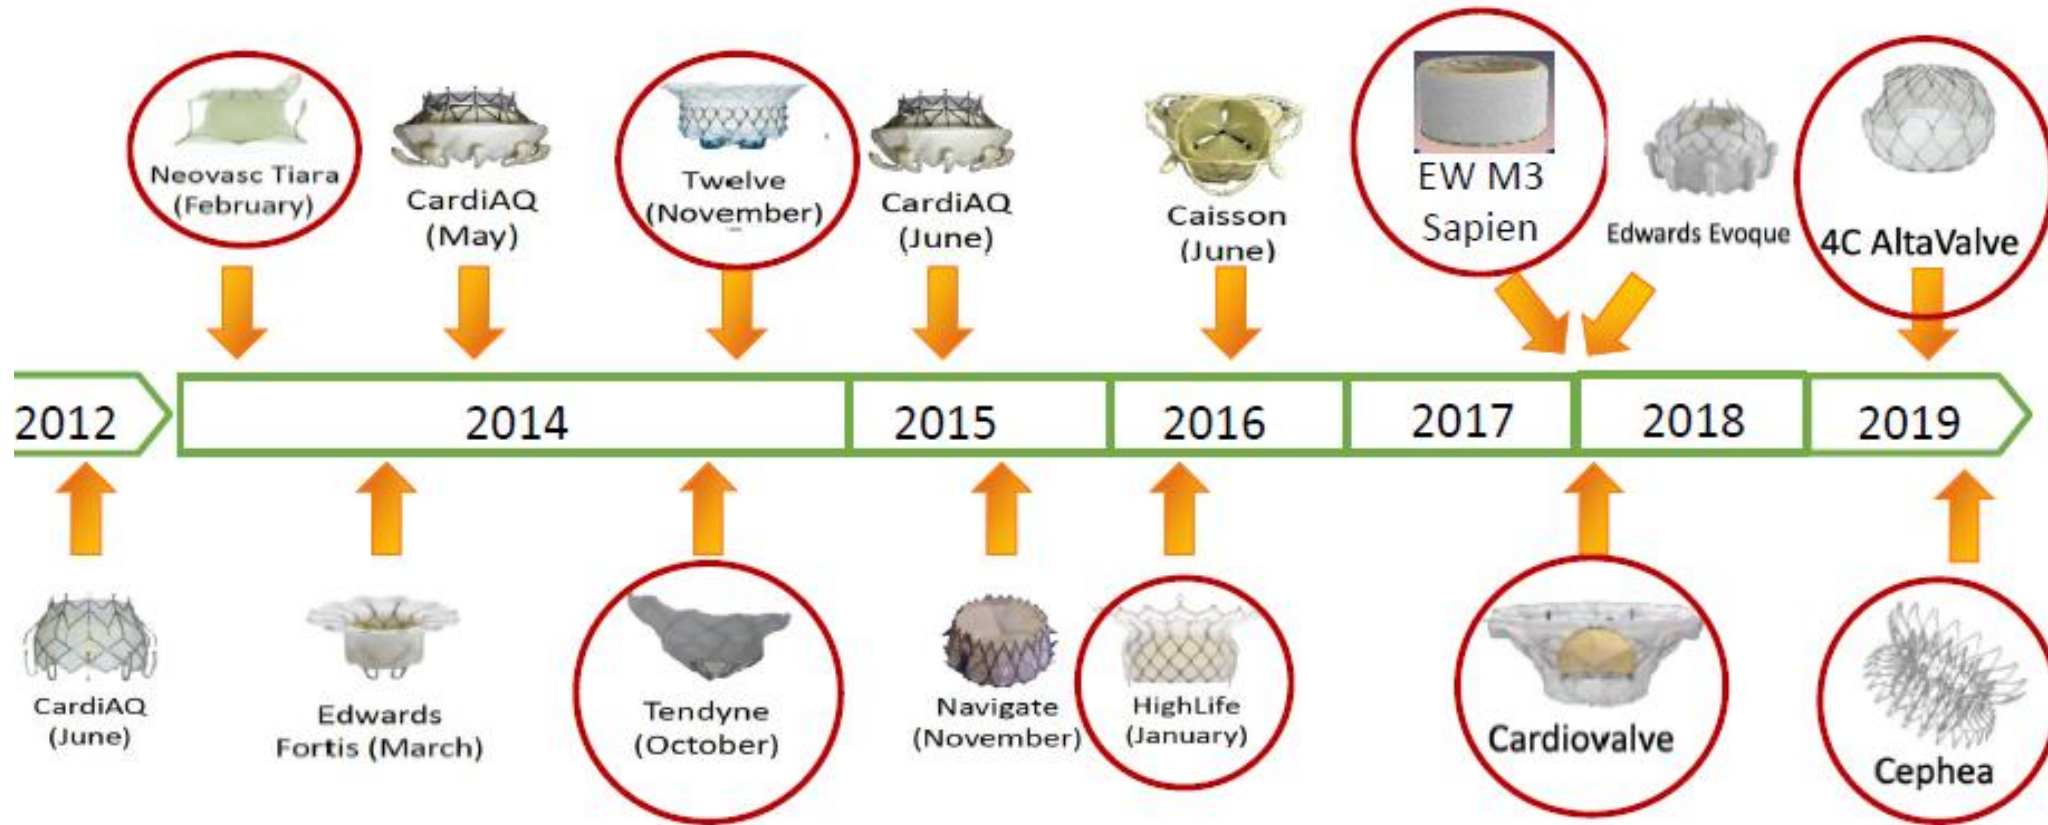 Neovasc Tiara
(February)
CardiAQ
(May)
Twelve
(November)
CardiAQ
(June)
Caisson
(June)
EW M3
Sapien
Edwards Evoque
4C AltaValve
2012
2014
2015
2016
2017
2018
2019
CardiAQ
(June)
Edwards
Fortis (March)
Tendyne
(October)
Navigate
(November)
HighLife
(January)
Cardiovalve
Cephea